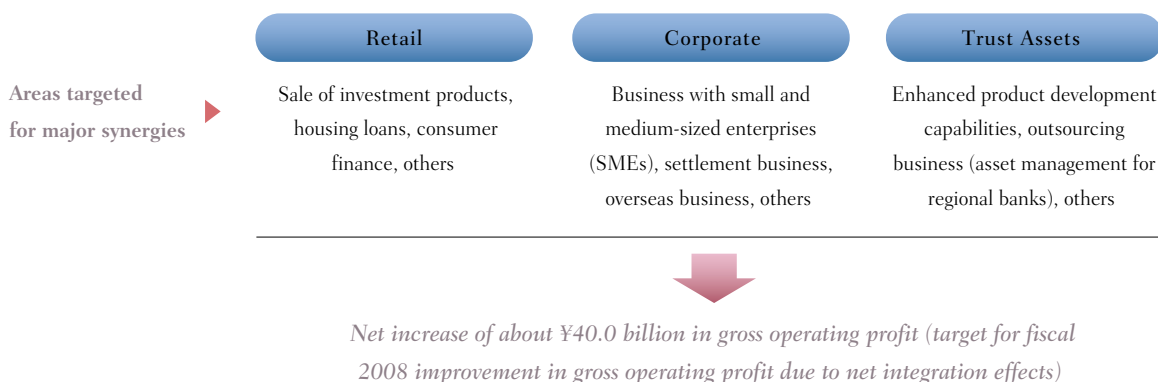 Retail
Corporate
Trust Assets
Areas targeted
for major synergies
Sale of investment products,
housing loans, consumer
finance, others
Business with small and
medium-sized enterprises
(SMEs), settlement business,
overseas business, others
Enhanced product development
capabilities, outsourcing
business (asset management for
regional banks), others
Net increase of about ¥40.0 billion in gross operating profit (target for fiscal
2008 improvement in gross operating profit due to net integration effects)